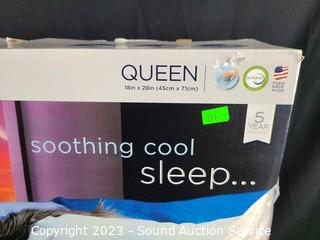 QUEEN
18in x 28in (45cm x 71cm)
5
YEAR
soothing cool
sleep...
Copyright 2023 - Sound Auction Service